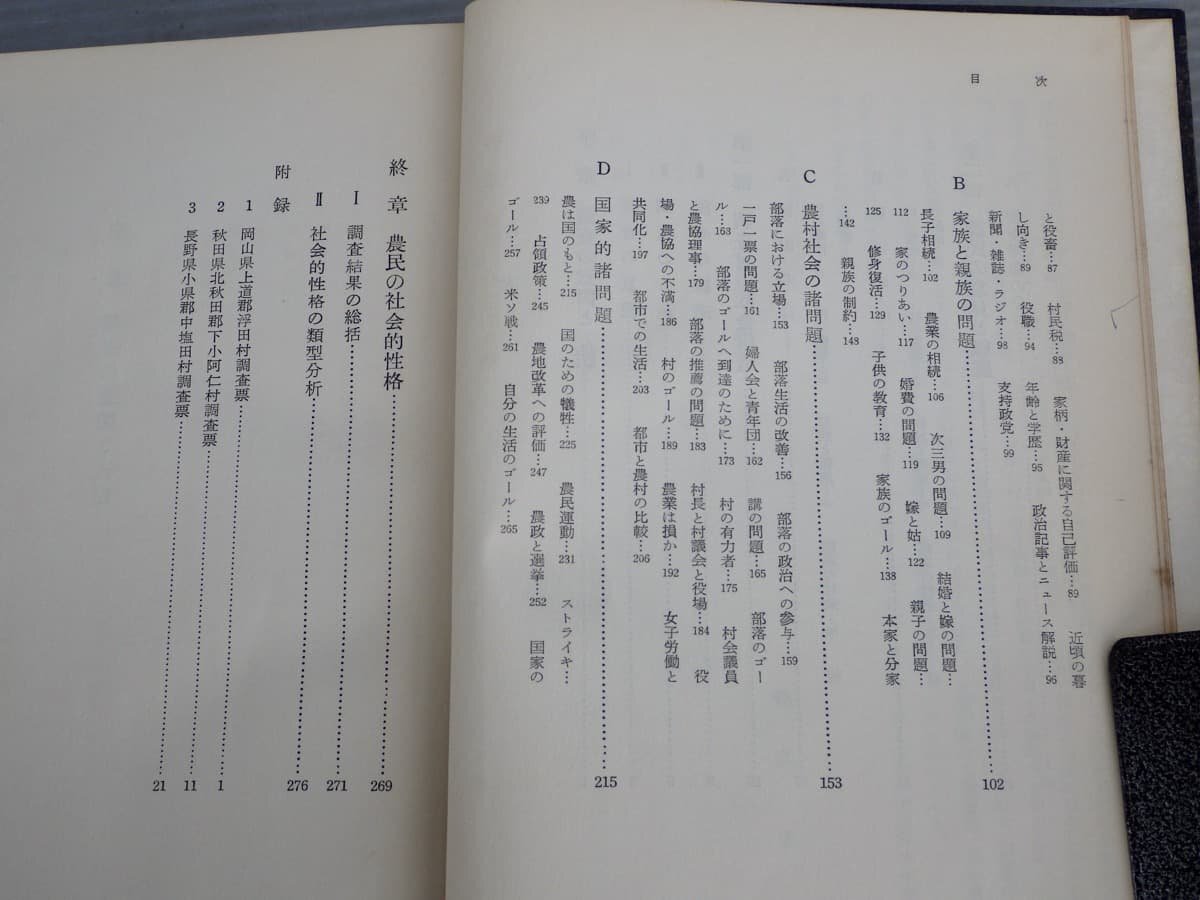 目次
と役畜…87　村民税…88　家柄・財産に関する自己評価…89　近頃の暮
し向き…89　役職…94　年齢と学歴…95　政治記事とニュース解説…96
新聞・雑誌・ラジオ…98　支持政党…99
B　家族と親族の問題…102
長子相続…102　農業の相続…106　次三男の問題…109　結婚と嫁の問題…
112　家のつりあい…117　婚費の問題…119　嫁と姑…122　親子の問題…
125　修身復活…129　子供の教育…132　家族のゴール…138　本家と分家
…142　親族の制約…148
C　農村社会の諸問題…153
部落における立場…153　部落生活の改善…156　部落の政治への参与…159
一戸一票の問題…161　婦人会と青年団…162　講の問題…165　部落のゴー
ル…163　部落のゴールへ到達のために…173　村の有力者…175　村会議員
と農協理事…179　部落の推薦の問題…183　村長と村議会と役場…184　役
場・農協への不満…186　村のゴール…189　農業は損か…192　女子労働と
共同化…197　都市での生活…203　都市と農村の比較…206
D　国家的諸問題…215
農は国のもと…215　国のための犠牲…225　農民運動…231　ストライキ…
239　占領政策…245　農地改革への評価…247　農政と選挙…252　国家の
ゴール…257　米ソ戦…261　自分の生活のゴール…265
終章　農民の社会的性格…269
Ⅰ　調査結果の総括…271
Ⅱ　社会的性格の類型分析…276
附録
1　岡山県上道郡浮田村調査票…1
2　秋田県北秋田郡下小阿仁村調査票…11
3　長野県小県郡中塩田村調査票…21